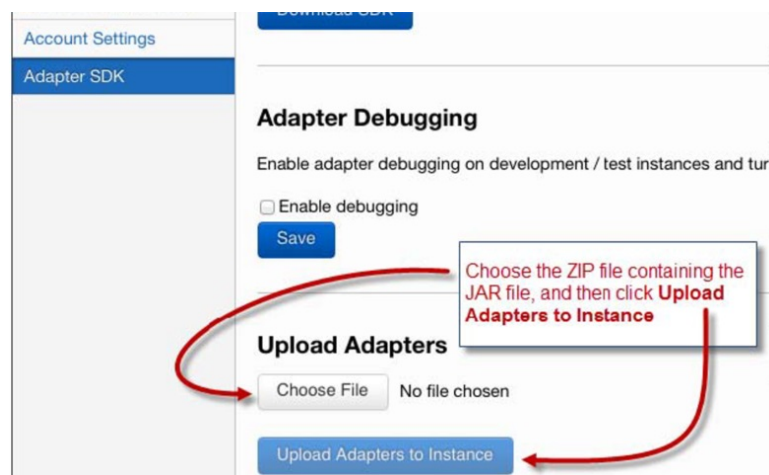 Download SDK
Account Settings
Adapter SDK
Adapter Debugging
Enable adapter debugging on development / test instances and tur
Enable debugging
Save
Choose the ZIP file containing the
JAR file, and then click Upload
Adapters to Instance
Upload Adapters
Choose File No file chosen
Upload Adapters to Instance